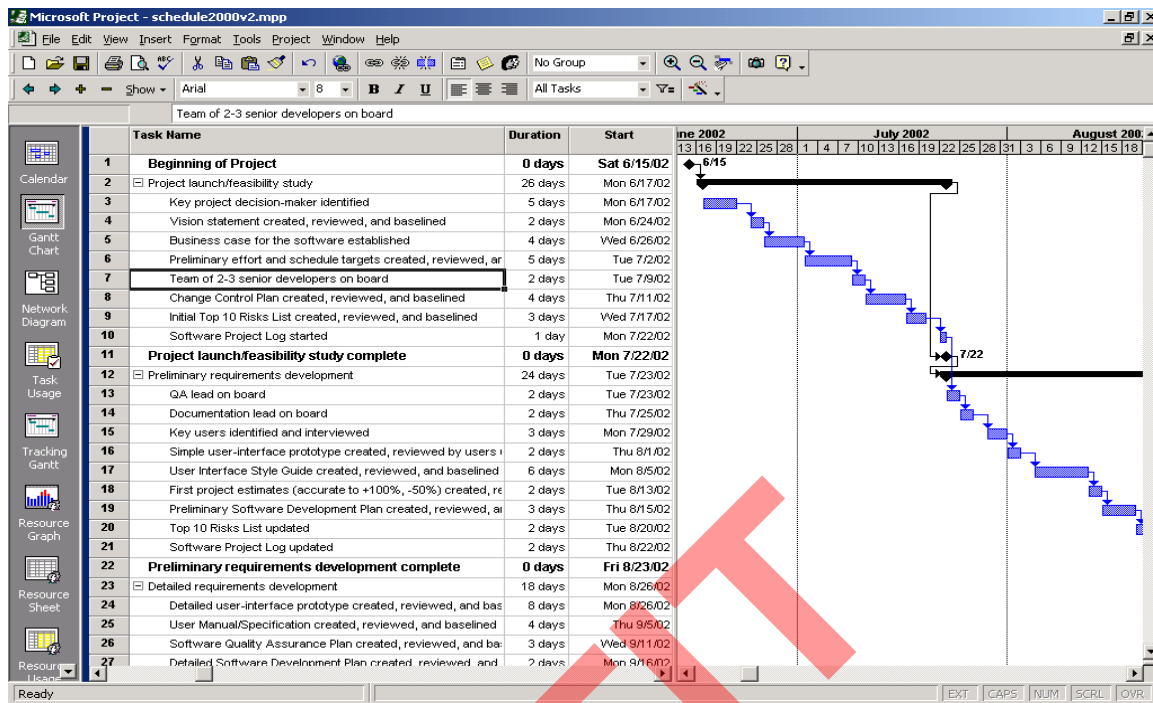 Microsoft Project - schedule2000v2.mpp
File Edit View Insert Format Tools Project Window Help
No Group
Show Arial 8 B I U All Tasks
Team of 2-3 senior developers on board
Task Name Duration Start ne 2002 July 2002 August 200
13 16 19 22 25 28 1 4 7 10 13 16 19 22 25 28 31 3 6 9 12 15 18
1 Beginning of Project 0 days Sat 6/15/02 6/15
2 Project launch/feasibility study 26 days Mon 6/17/02
3 Key project decision-maker identified 5 days Mon 6/17/02
4 Vision statement created, reviewed, and baselined 2 days Mon 6/24/02
5 Business case for the software established 4 days Wed 6/26/02
6 Preliminary effort and schedule targets created, reviewed, ar 5 days Tue 7/2/02
7 Team of 2-3 senior developers on board 2 days Tue 7/9/02
8 Change Control Plan created, reviewed, and baselined 4 days Thu 7/11/02
9 Initial Top 10 Risks List created, reviewed, and baselined 3 days Wed 7/17/02
10 Software Project Log started 1 day Mon 7/22/02
11 Project launch/feasibility study complete 0 days Mon 7/22/02 7/22
12 Preliminary requirements development 24 days Tue 7/23/02
13 QA lead on board 2 days Tue 7/23/02
14 Documentation lead on board 2 days Thu 7/25/02
15 Key users identified and interviewed 3 days Mon 7/29/02
16 Simple user-interface prototype created, reviewed by users 2 days Thu 8/1/02
17 User Interface Style Guide created, reviewed, and baselined 6 days Mon 8/5/02
18 First project estimates (accurate to +100%, -50%) created, re 2 days Tue 8/13/02
19 Preliminary Software Development Plan created, reviewed, ar 3 days Thu 8/15/02
20 Top 10 Risks List updated 2 days Tue 8/20/02
21 Software Project Log updated 2 days Thu 8/22/02
22 Preliminary requirements development complete 0 days Fri 8/23/02
23 Detailed requirements development 18 days Mon 8/26/02
24 Detailed user-interface prototype created, reviewed, and bas 8 days Mon 8/26/02
25 User Manual/Specification created, reviewed, and baselined 4 days Thu 9/5/02
26 Software Quality Assurance Plan created, reviewed, and ba 3 days Wed 9/11/02
27 Detailed Software Development Plan created, reviewed, and 2 days Mon 9/16/02
Calendar
Gantt
Chart
Network
Diagram
Task
Usage
Tracking
Gantt
Resource
Graph
Resource
Sheet
Resour
Usage
Ready EXT CAPS NUM SCRL OVR